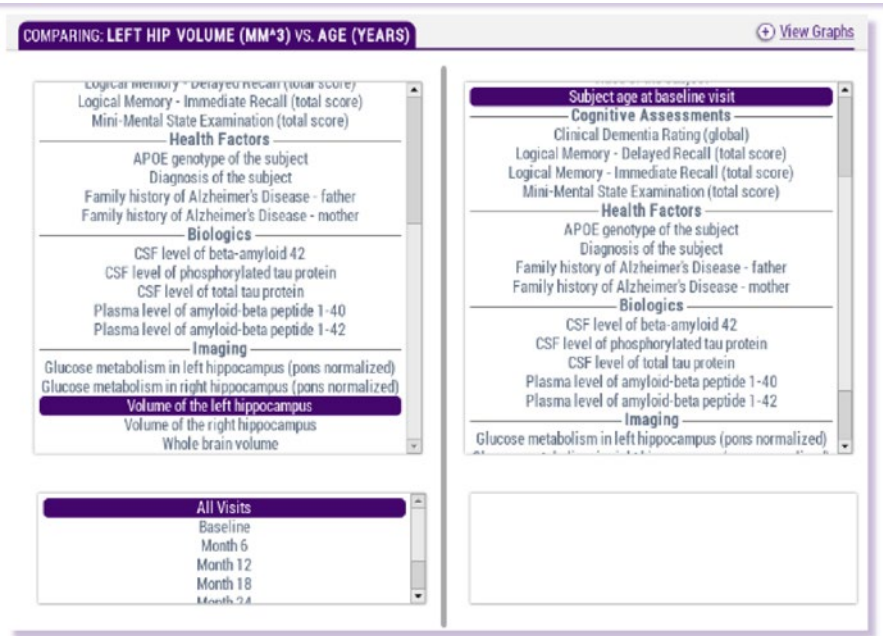 COMPARING: LEFT HIP VOLUME (MM^3) VS. AGE (YEARS)
View Graphs
Logical Memory - Delayed Recall (total score)
Logical Memory - Immediate Recall (total score)
Mini-Mental State Examination (total score)
Health Factors
APOE genotype of the subject
Diagnosis of the subject
Family history of Alzheimer's Disease - father
Family history of Alzheimer's Disease - mother
Biologics
CSF level of beta-amyloid 42
CSF level of phosphorylated tau protein
CSF level of total tau protein
Plasma level of amyloid-beta peptide 1-40
Plasma level of amyloid-beta peptide 1-42
Imaging
Glucose metabolism in left hippocampus (pons normalized)
Glucose metabolism in right hippocampus (pons normalized)
Volume of the left hippocampus
Volume of the right hippocampus
Whole brain volume
All Visits
Baseline
Month 6
Month 12
Month 18
Month 24
Subject age at baseline visit
Cognitive Assessments
Clinical Dementia Rating (global)
Logical Memory - Delayed Recall (total score)
Logical Memory - Immediate Recall (total score)
Mini-Mental State Examination (total score)
Health Factors
APOE genotype of the subject
Diagnosis of the subject
Family history of Alzheimer's Disease - father
Family history of Alzheimer's Disease - mother
Biologics
CSF level of beta-amyloid 42
CSF level of phosphorylated tau protein
CSF level of total tau protein
Plasma level of amyloid-beta peptide 1-40
Plasma level of amyloid-beta peptide 1-42
Imaging
Glucose metabolism in left hippocampus (pons normalized)